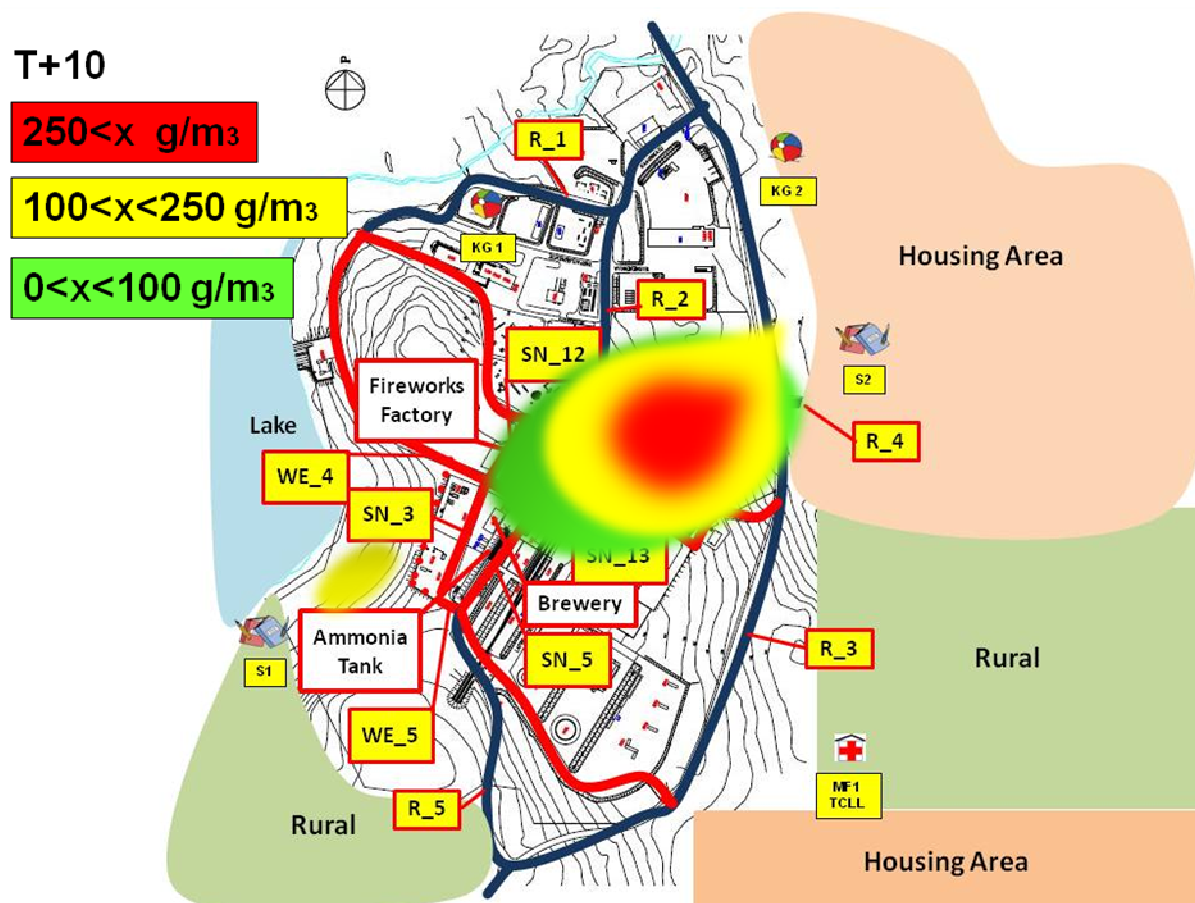 T+10
250<x g/m3
100<x<250 g/m3
0<x<100 g/m3
R_1
KG 1
KG 2
Housing Area
R_2
SN_12
S2
Fireworks
Factory
Lake
R_4
WE_4
SN_3
SN_13
Brewery
Ammonia
Tank
S1
SN_5
R_3
Rural
WE_5
MF1
TCLL
R_5
Rural
Housing Area